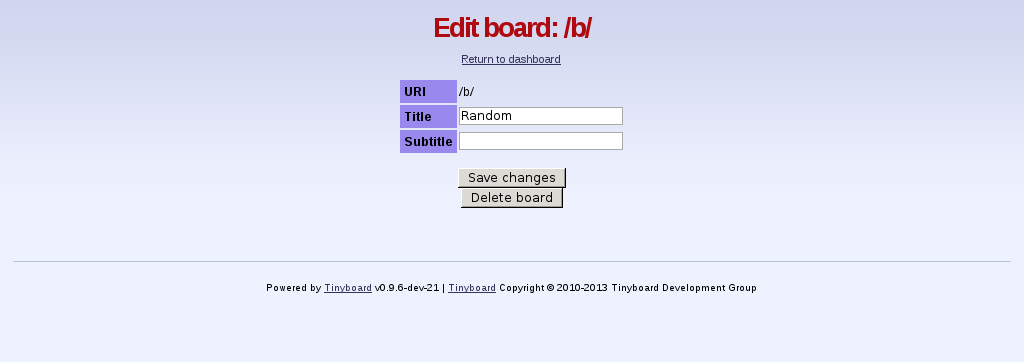 Edit board: /b/
Return to dashboard
URI /b/
Title Random
Subtitle
Save changes
Delete board
Powered by Tinyboard v0.9.6-dev-21 | Tinyboard Copyright © 2010-2013 Tinyboard Development Group